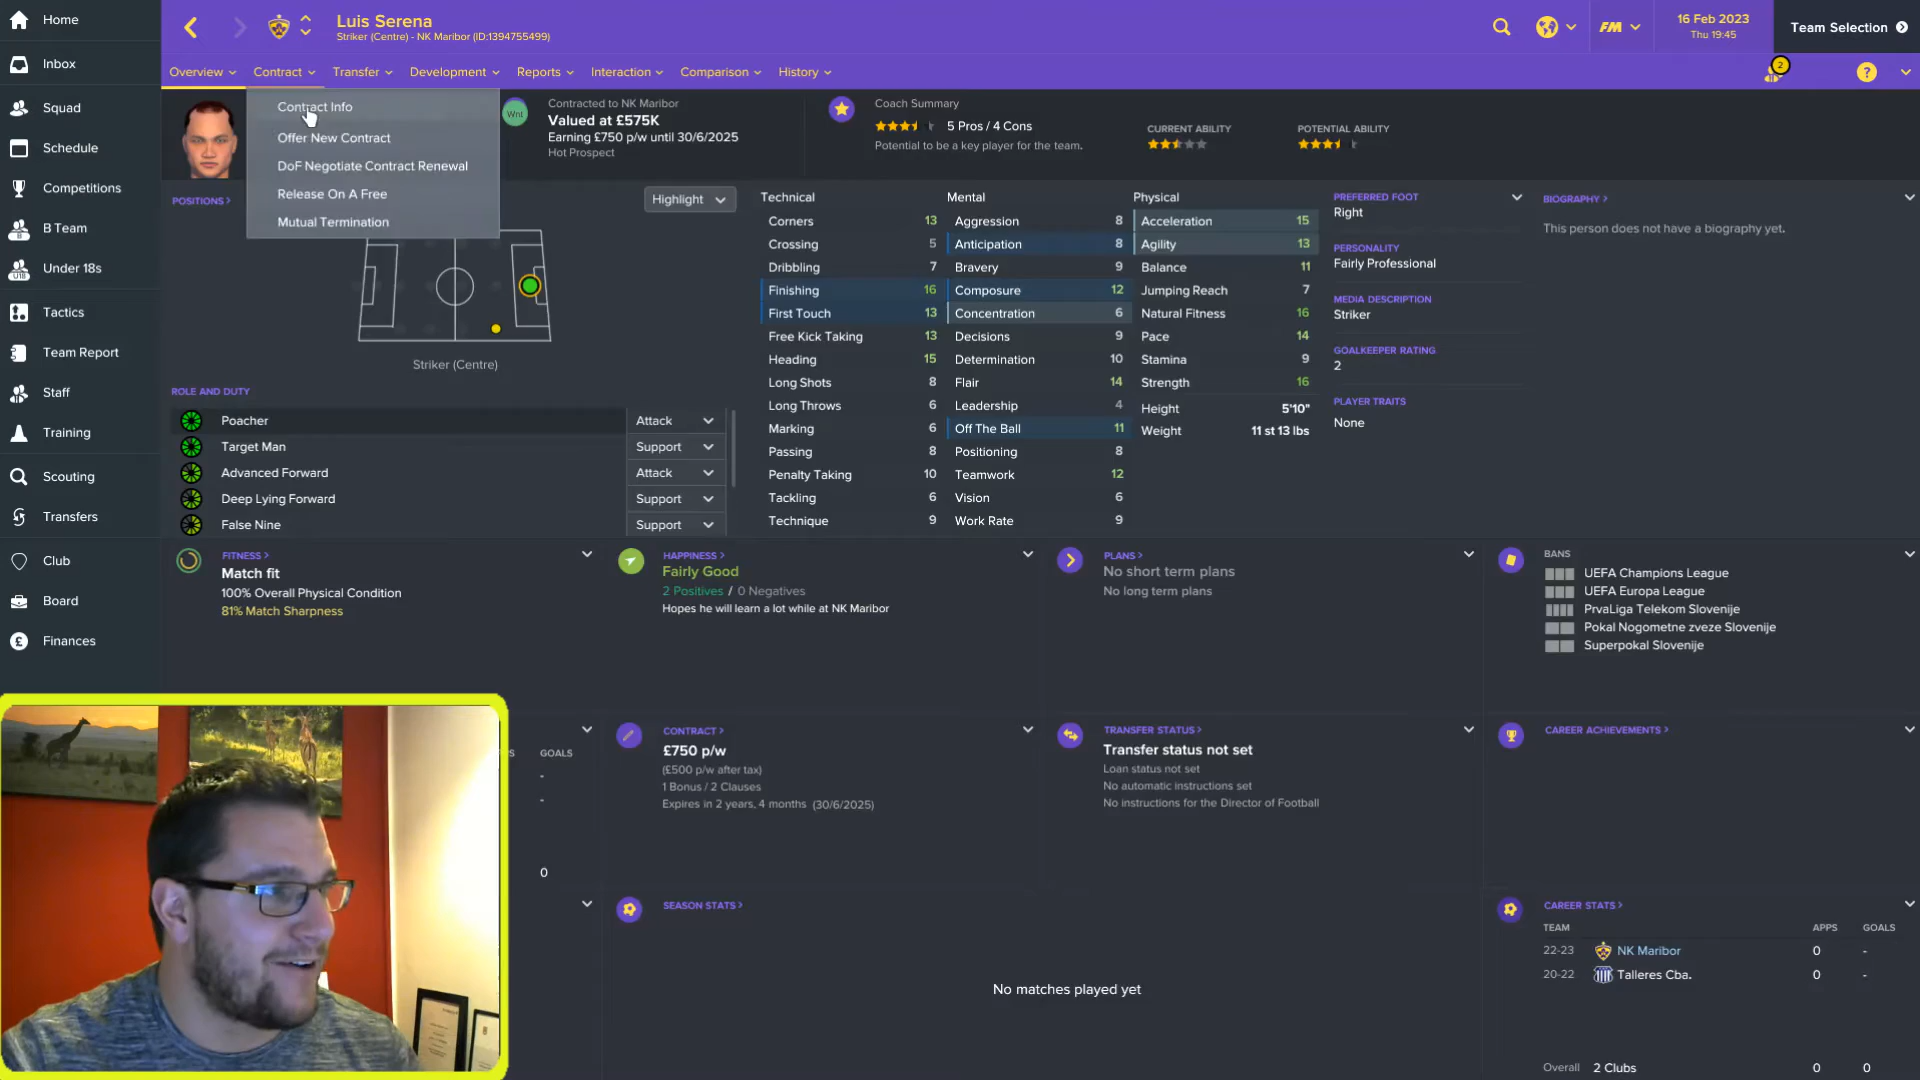 Home
Inbox
Squad
Schedule
Competitions
B Team
Under 18s
Tactics
Team Report
Staff
Training
Scouting
Transfers
Club
Board
Finances
Luis Serena
Striker (Centre) - NK Maribor (ID:1394755499)
FM
16 Feb 2023
Thu 19:45
Team Selection
Overview
Contract
Transfer
Development
Reports
Interaction
Comparison
History
2
?
Contract Info
Offer New Contract
DoF Negotiate Contract Renewal
Release On A Free
Mutual Termination
Wnt
Contracted to NK Maribor
Valued at £575K
Earning £750 p/w until 30/6/2025
Hot Prospect
Coach Summary
5 Pros / 4 Cons
Potential to be a key player for the team.
CURRENT ABILITY
POTENTIAL ABILITY
POSITIONS >
Highlight
Striker (Centre)
ROLE AND DUTY
Poacher Attack
Target Man Support
Advanced Forward Attack
Deep Lying Forward Support
False Nine Support
Technical
Corners 13
Crossing 5
Dribbling 7
Finishing 16
First Touch 13
Free Kick Taking 13
Heading 15
Long Shots 8
Long Throws 6
Marking 6
Passing 8
Penalty Taking 10
Tackling 6
Technique 9
Mental
Aggression 8
Anticipation 8
Bravery 9
Composure 12
Concentration 6
Decisions 9
Determination 10
Flair 14
Leadership 4
Off The Ball 11
Positioning 8
Teamwork 12
Vision 6
Work Rate 9
Physical
Acceleration 15
Agility 13
Balance 11
Jumping Reach 7
Natural Fitness 16
Pace 14
Stamina 9
Strength 16
Height 5'10"
Weight 11 st 13 lbs
PREFERRED FOOT
Right
PERSONALITY
Fairly Professional
MEDIA DESCRIPTION
Striker
GOALKEEPER RATING
2
PLAYER TRAITS
None
BIOGRAPHY >
This person does not have a biography yet.
FITNESS >
Match fit
100% Overall Physical Condition
81% Match Sharpness
HAPPINESS >
Fairly Good
2 Positives / 0 Negatives
Hopes he will learn a lot while at NK Maribor
PLANS >
No short term plans
No long term plans
BANS
UEFA Champions League
UEFA Europa League
PrvaLiga Telekom Slovenije
Pokal Nogometne zveze Slovenije
Superpokal Slovenije
GOALS
-
-
0
CONTRACT >
£750 p/w
(£500 p/w after tax)
1 Bonus / 2 Clauses
Expires in 2 years, 4 months (30/6/2025)
TRANSFER STATUS >
Transfer status not set
Loan status not set
No automatic instructions set
No instructions for the Director of Football
CAREER ACHIEVEMENTS >
SEASON STATS >
No matches played yet
CAREER STATS >
TEAM APPS GOALS
22-23 NK Maribor 0 -
20-22 Talleres Cba. 0 -
Overall 2 Clubs 0 0